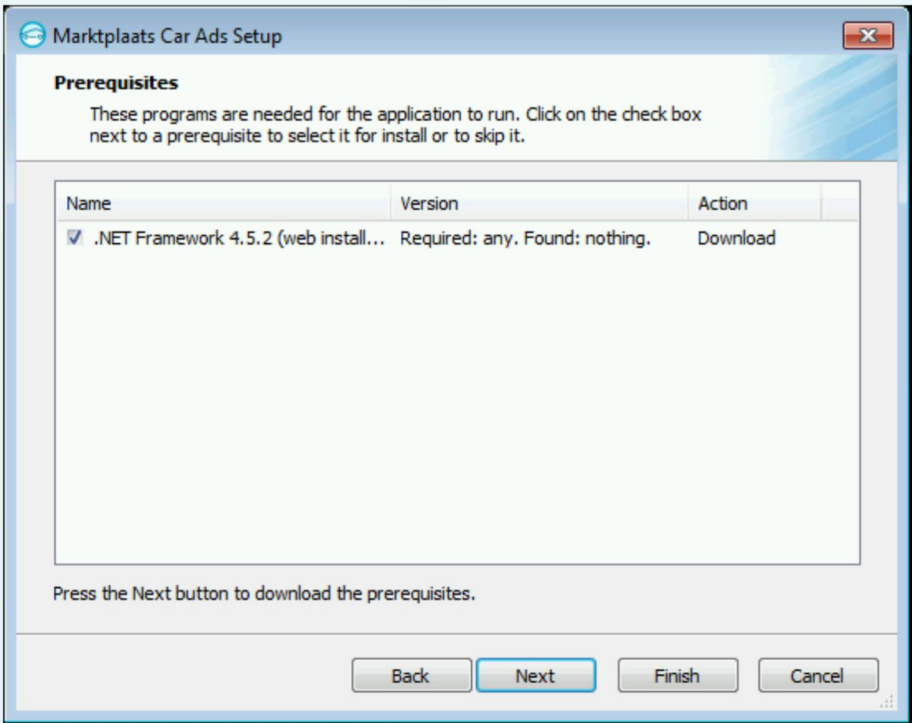 Marktplaats Car Ads Setup
Prerequisites
These programs are needed for the application to run. Click on the check box
next to a prerequisite to select it for install or to skip it.
Name Version Action
.NET Framework 4.5.2 (web install... Required: any. Found: nothing. Download
Press the Next button to download the prerequisites.
Back Next Finish Cancel